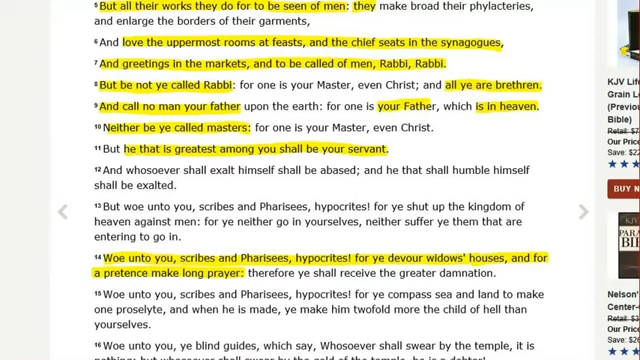 5 But all their works they do for to be seen of men: they make broad their phylacteries,
and enlarge the borders of their garments,
6 And love the uppermost rooms at feasts, and the chief seats in the synagogues,
7 And greetings in the markets, and to be called of men, Rabbi, Rabbi.
8 But be not ye called Rabbi: for one is your Master, even Christ; and all ye are brethren.
9 And call no man your father upon the earth: for one is your Father, which is in heaven.
10 Neither be ye called masters: for one is your Master, even Christ.
11 But he that is greatest among you shall be your servant.
12 And whosoever shall exalt himself shall be abased; and he that shall humble himself
shall be exalted.
13 But woe unto you, scribes and Pharisees, hypocrites! for ye shut up the kingdom of
heaven against men: for ye neither go in yourselves, neither suffer ye them that are
entering to go in.
14 Woe unto you, scribes and Pharisees, hypocrites! for ye devour widows' houses, and for
a pretence make long prayer: therefore ye shall receive the greater damnation.
15 Woe unto you, scribes and Pharisees, hypocrites! for ye compass sea and land to make
one proselyte, and when he is made, ye make him twofold more the child of hell than
yourselves.
16 Woe unto you, ye blind guides, which say, Whosoever shall swear by the temple, it is
KJV L
Grain L
(Previou
Bible)
Retail: $7
Our Price
Save: $22
BUY N
PARA
BIB
Nelson's
Center-C
Retail: $3
Our Price